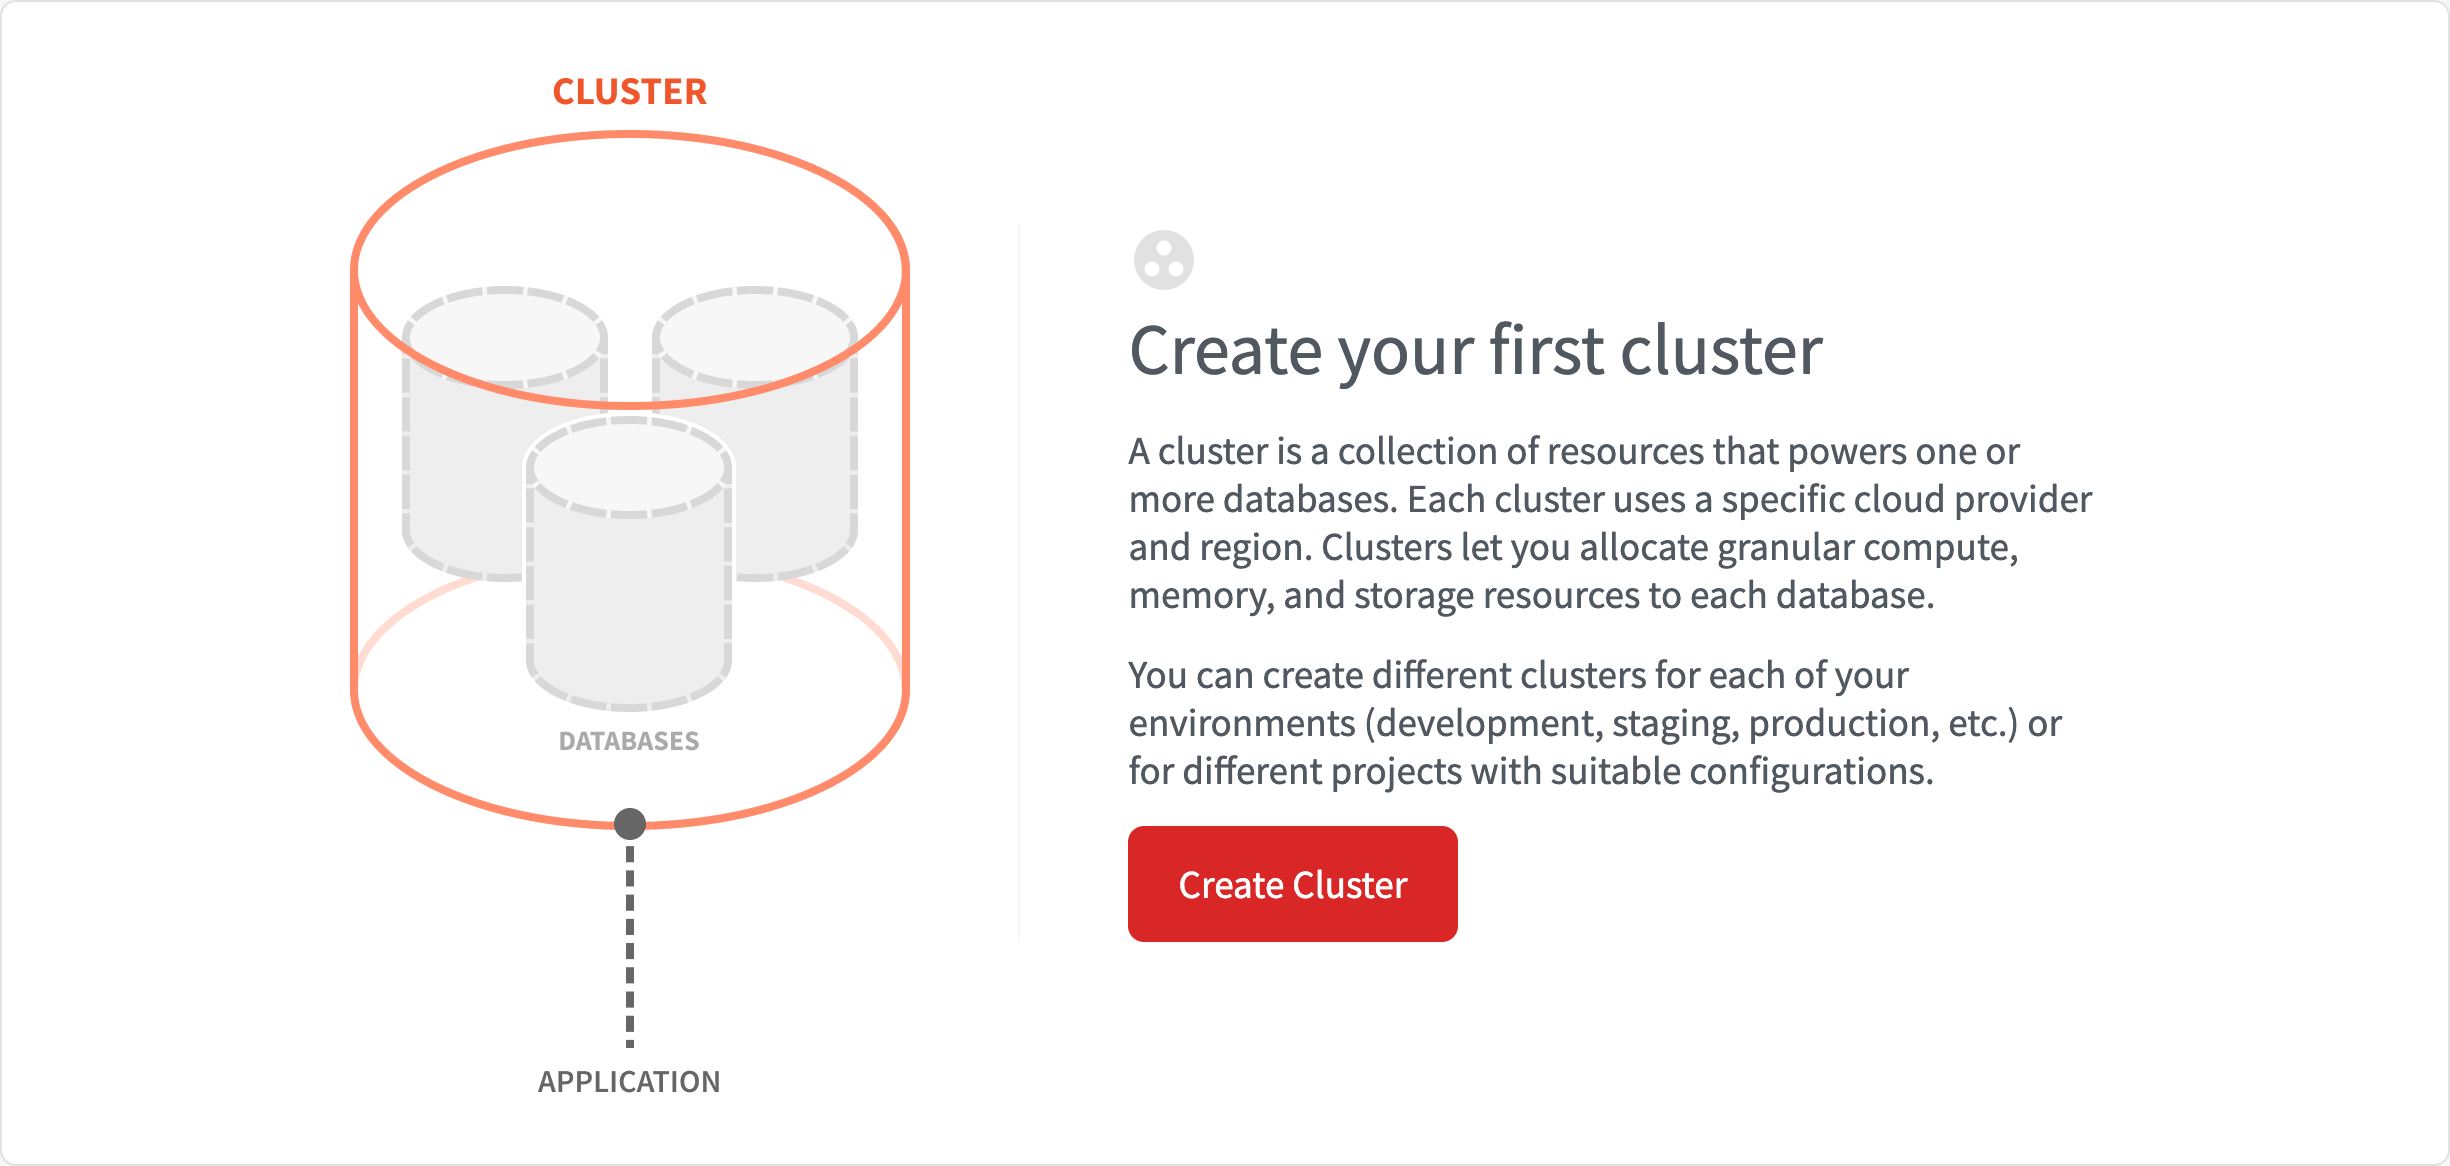 CLUSTER
DATABASES
APPLICATION
Create your first cluster
A cluster is a collection of resources that powers one or
more databases. Each cluster uses a specific cloud provider
and region. Clusters let you allocate granular compute,
memory, and storage resources to each database.
You can create different clusters for each of your
environments (development, staging, production, etc.) or
for different projects with suitable configurations.
Create Cluster